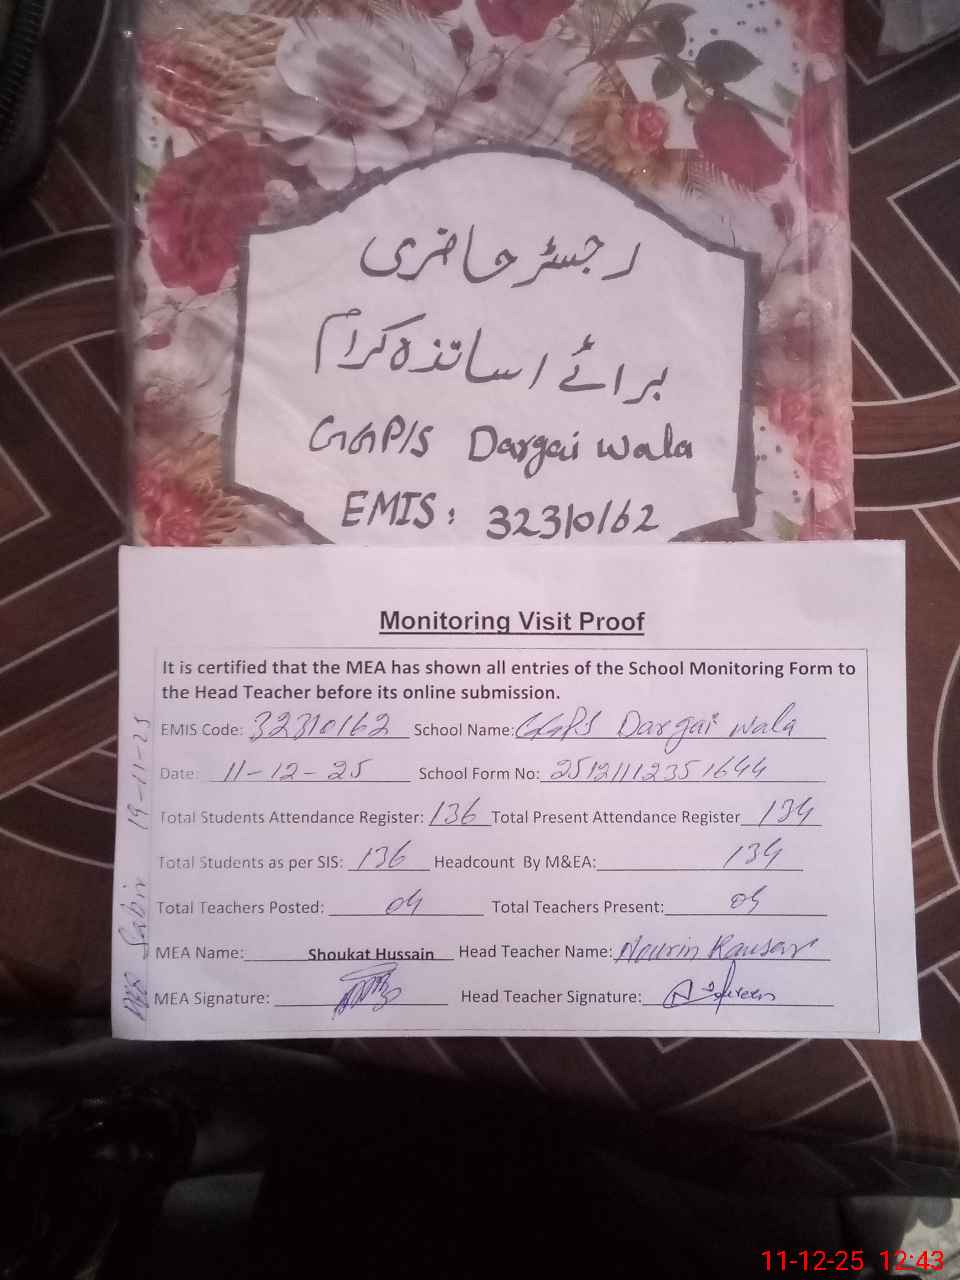 رجسٹر حاضری
برائے اساتذہ کرام
GGP/S Dargai wala
EMIS: 32310162
Monitoring Visit Proof
It is certified that the MEA has shown all entries of the School Monitoring Form to
the Head Teacher before its online submission.
EMIS Code: 32310162 School Name: GGPS Dargai wala
Date: 11-12-25 School Form No: 25121112351644
Total Students Attendance Register: 136 Total Present Attendance Register 134
Total Students as per SIS: 136 Headcount By M&EA: 134
Total Teachers Posted: 04 Total Teachers Present: 04
MEA Name: Shoukat Hussain Head Teacher Name: Nourin Kausar
MEA Signature: Head Teacher Signature:
Sabir 19-11-25
11-12-25 12:43